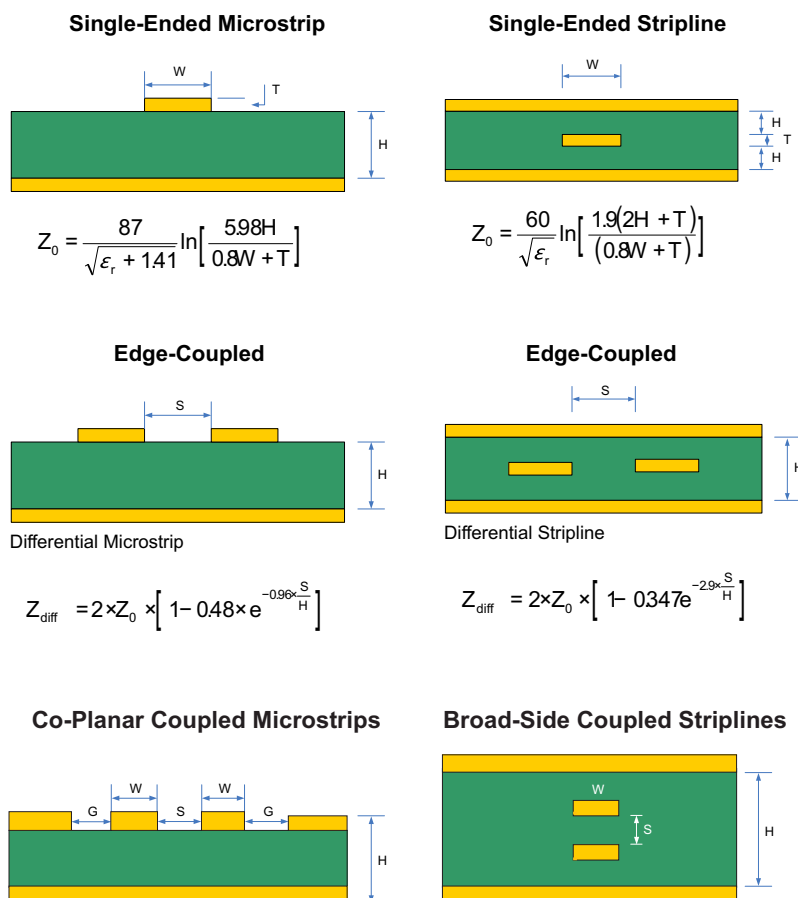 Single-Ended Microstrip
W
T
H
Z₀ = 87 / √(εᵣ + 1.41) ln[ 5.98H / 0.8W + T ]
Single-Ended Stripline
W
H
T
H
Z₀ = 60 / √εᵣ ln[ 1.9(2H + T) / (0.8W + T) ]
Edge-Coupled
S
H
Differential Microstrip
Z_diff = 2×Z₀ ×[ 1– 0.48×e^(–0.96×S/H) ]
Edge-Coupled
S
H
Differential Stripline
Z_diff = 2×Z₀ ×[ 1– 0.347e^(–2.9×S/H) ]
Co-Planar Coupled Microstrips
W
W
G
S
G
H
Broad-Side Coupled Striplines
W
S
H